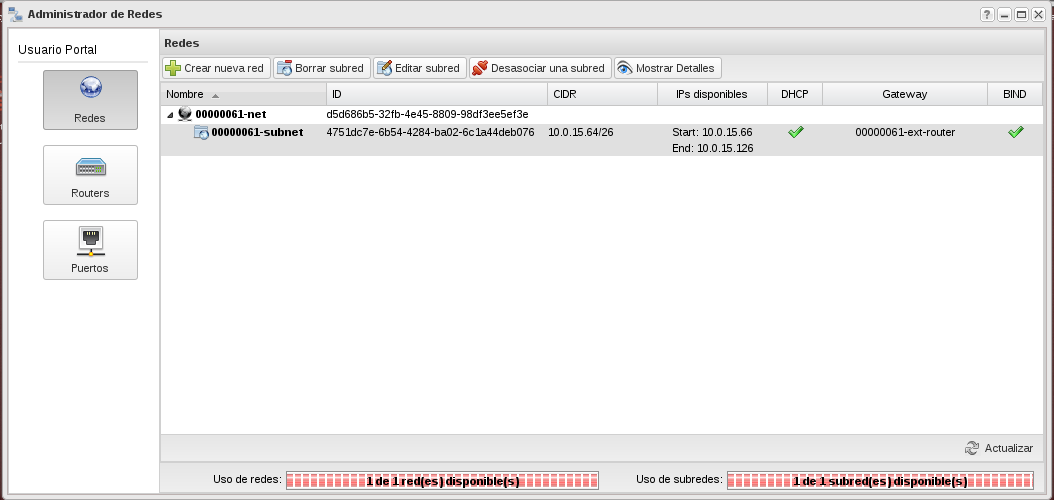 Administrador de Redes
Usuario Portal
Redes
Routers
Puertos
Redes
Crear nueva red
Borrar subred
Editar subred
Desasociar una subred
Mostrar Detalles
Nombre ID CIDR IPs disponibles DHCP Gateway BIND
00000061-net d5d686b5-32fb-4e45-8809-98df3ee5ef3e
00000061-subnet 4751dc7e-6b54-4284-ba02-6c1a44deb076 10.0.15.64/26 Start: 10.0.15.66 00000061-ext-router
End: 10.0.15.126
Actualizar
Uso de redes: 1 de 1 red(es) disponible(s) Uso de subredes: 1 de 1 subred(es) disponible(s)